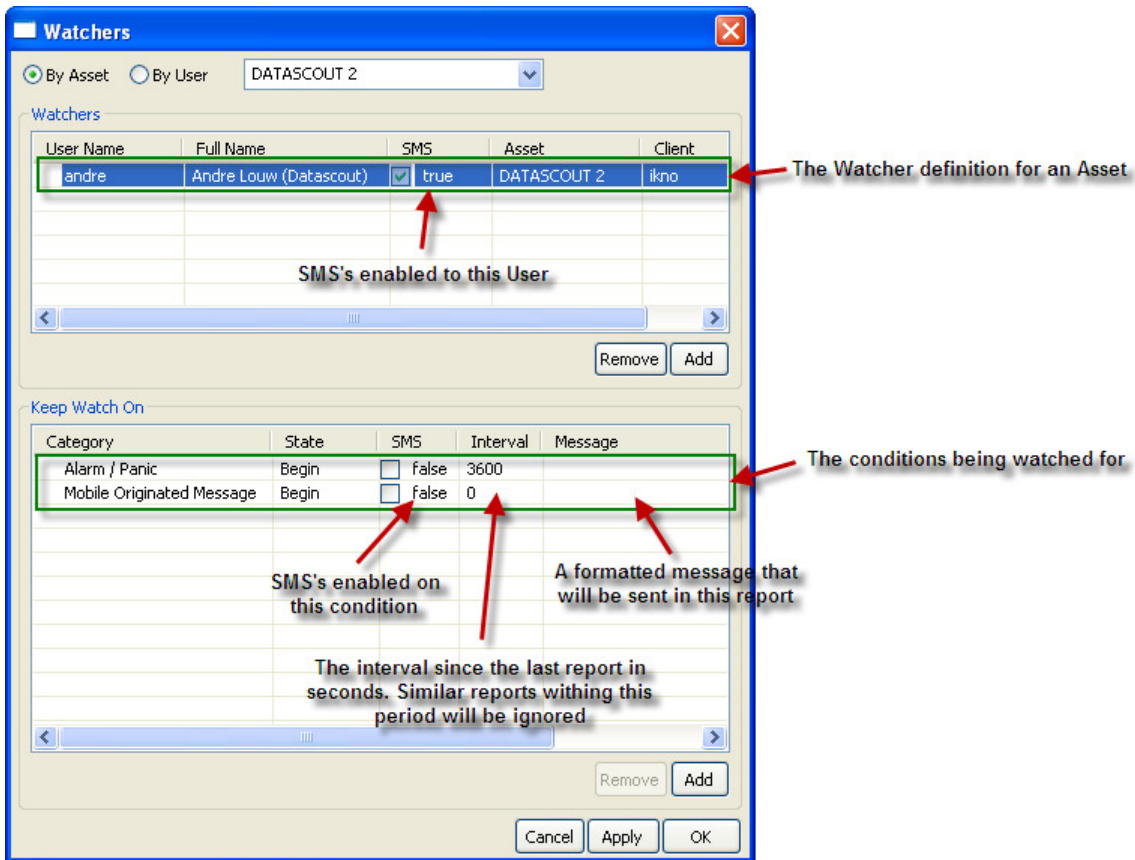 Watchers
By Asset By User DATASCOUT 2
Watchers
User Name Full Name SMS Asset Client
andre Andre Louw (Datascout) true DATASCOUT 2 ikno
The Watcher definition for an Asset
SMS's enabled to this User
Remove Add
Keep Watch On
Category State SMS Interval Message
Alarm / Panic Begin false 3600
Mobile Originated Message Begin false 0
The conditions being watched for
SMS's enabled on
this condition
A formatted message that
will be sent in this report
The interval since the last report in
seconds. Similar reports withing this
period will be ignored
Remove Add
Cancel Apply OK